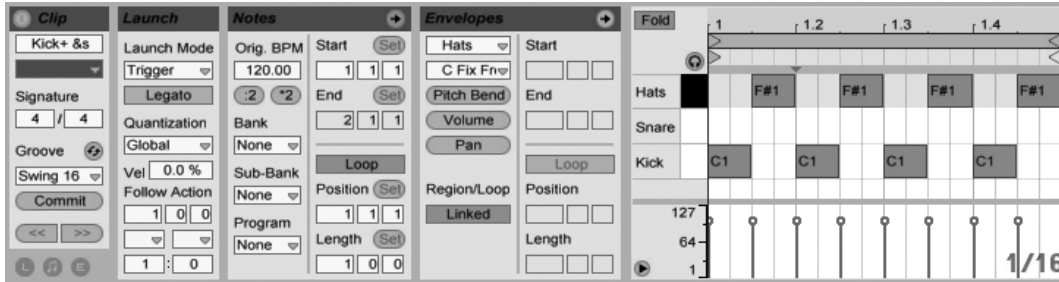 Clip
Kick+ &s
Signature
4 / 4
Groove
Swing 16
Commit
<< >>
L E
Launch
Launch Mode
Trigger
Legato
Quantization
Global
Vel 0.0 %
Follow Action
1 0 0
1 : 0
Notes
Orig. BPM
120.00
:2 *2
Bank
None
Sub-Bank
None
Program
None
Start Set
1 1 1
End Set
2 1 1
Loop
Position Set
1 1 1
Length Set
1 0 0
Envelopes
Hats
C Fix Fre
Pitch Bend
Volume
Pan
Region/Loop
Linked
Start
End
Loop
Position
Length
Fold
1 1.2 1.3 1.4
Hats F#1 F#1 F#1 F#1
Snare
Kick C1 C1 C1 C1
127
64
1
1/16